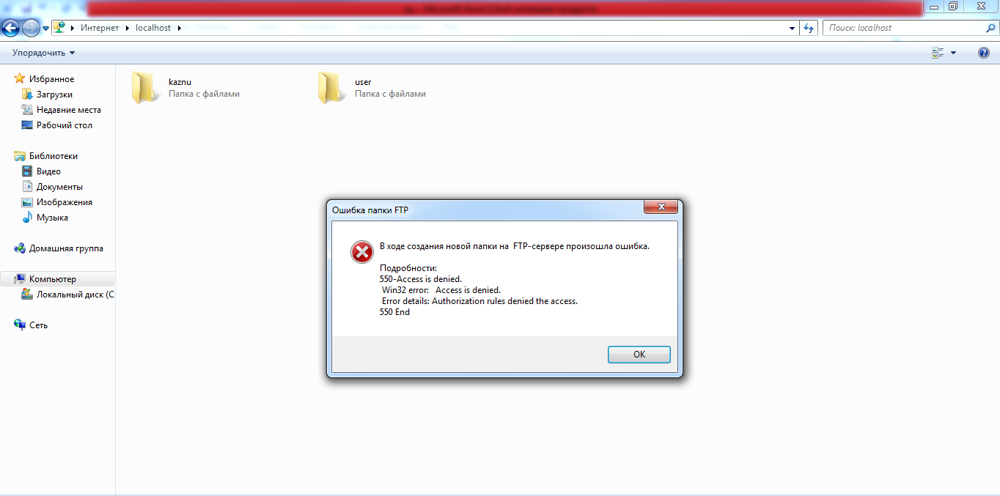 Интернет
localhost
Поиск: localhost
Упорядочить
Избранное
Загрузки
Недавние места
Рабочий стол
Библиотеки
Видео
Документы
Изображения
Музыка
Домашняя группа
Компьютер
Локальный диск (C
Сеть
kaznu
Папка с файлами
user
Папка с файлами
Ошибка папки FTP
В ходе создания новой папки на FTP-сервере произошла ошибка.
Подробности:
550-Access is denied.
Win32 error: Access is denied.
Error details: Authorization rules denied the access.
550 End
OK